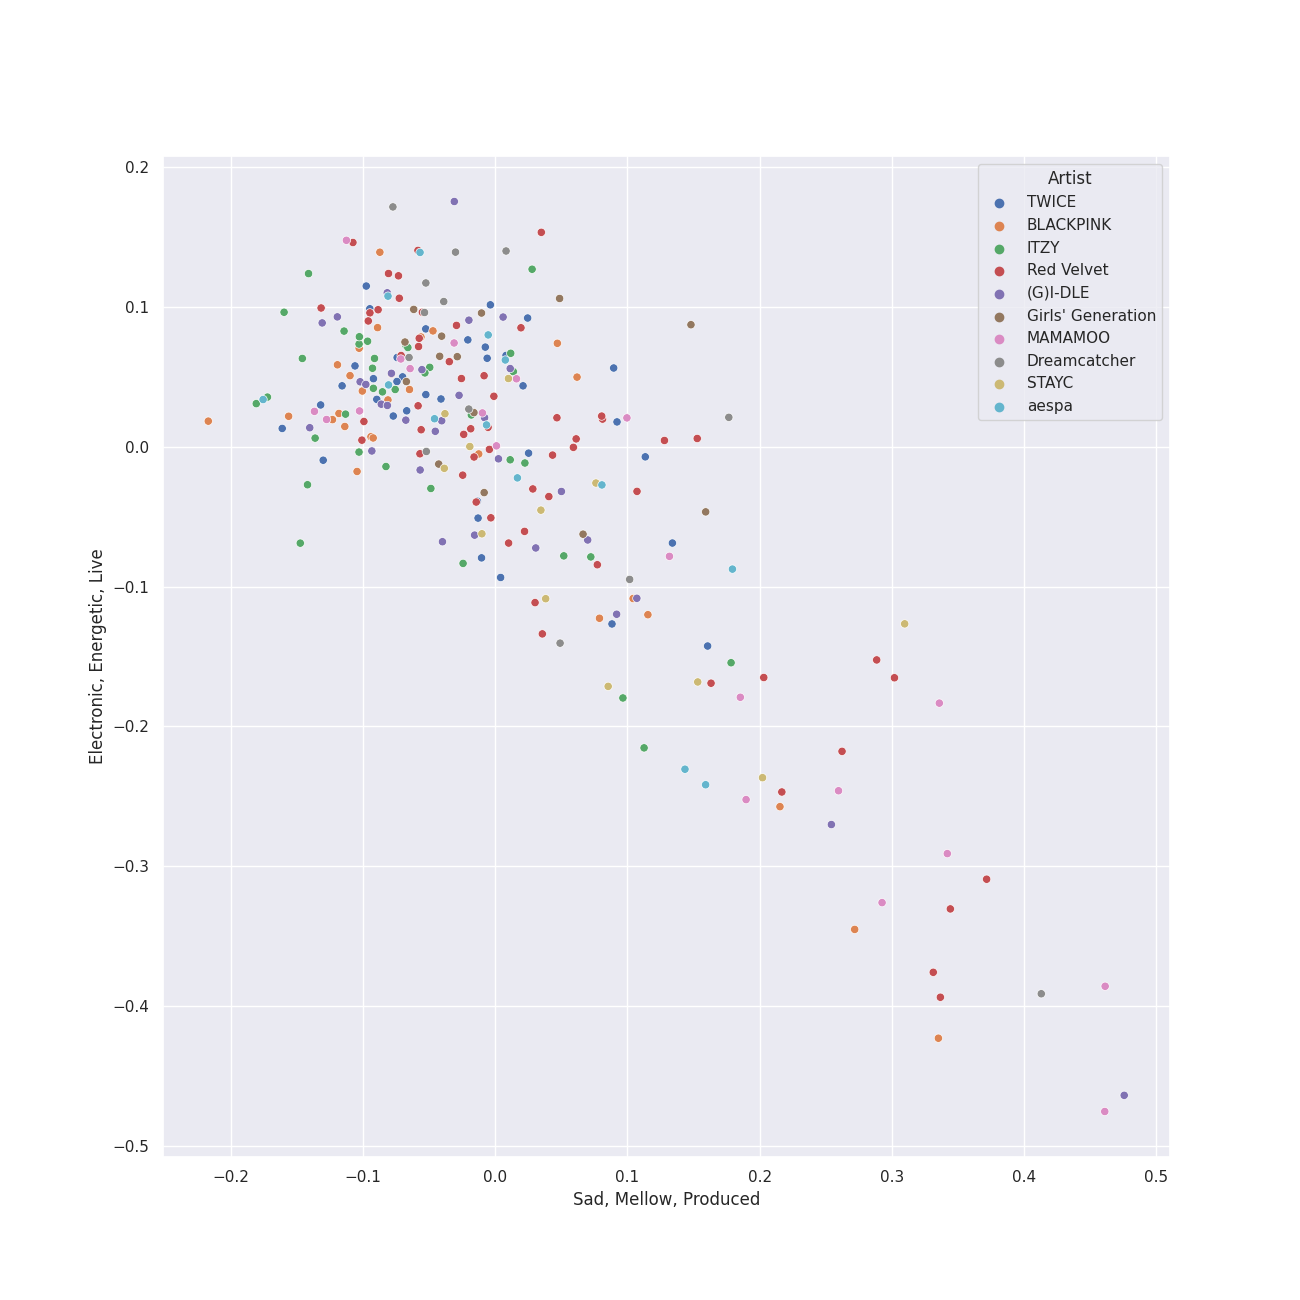 0.2
0.1
0.0
−0.1
−0.2
−0.3
−0.4
−0.5
Electronic, Energetic, Live
Artist
TWICE
BLACKPINK
ITZY
Red Velvet
(G)I-DLE
Girls' Generation
MAMAMOO
Dreamcatcher
STAYC
aespa
−0.2 −0.1 0.0 0.1 0.2 0.3 0.4 0.5
Sad, Mellow, Produced